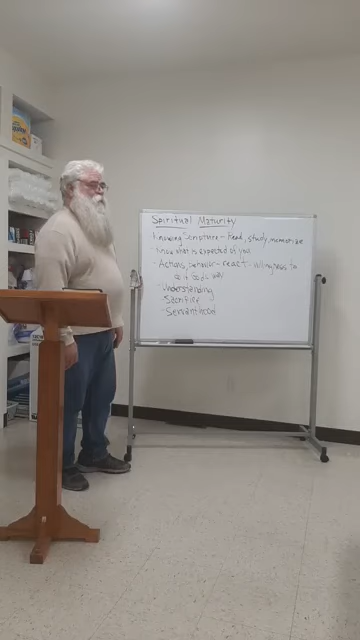 Spiritual Maturity
Knowing Scripture - Read, study, memorize
- Know what is expected of you
- Actions, behavior - react - willingness to
do it God's way
- Understanding
- Sacrifice
- Servanthood